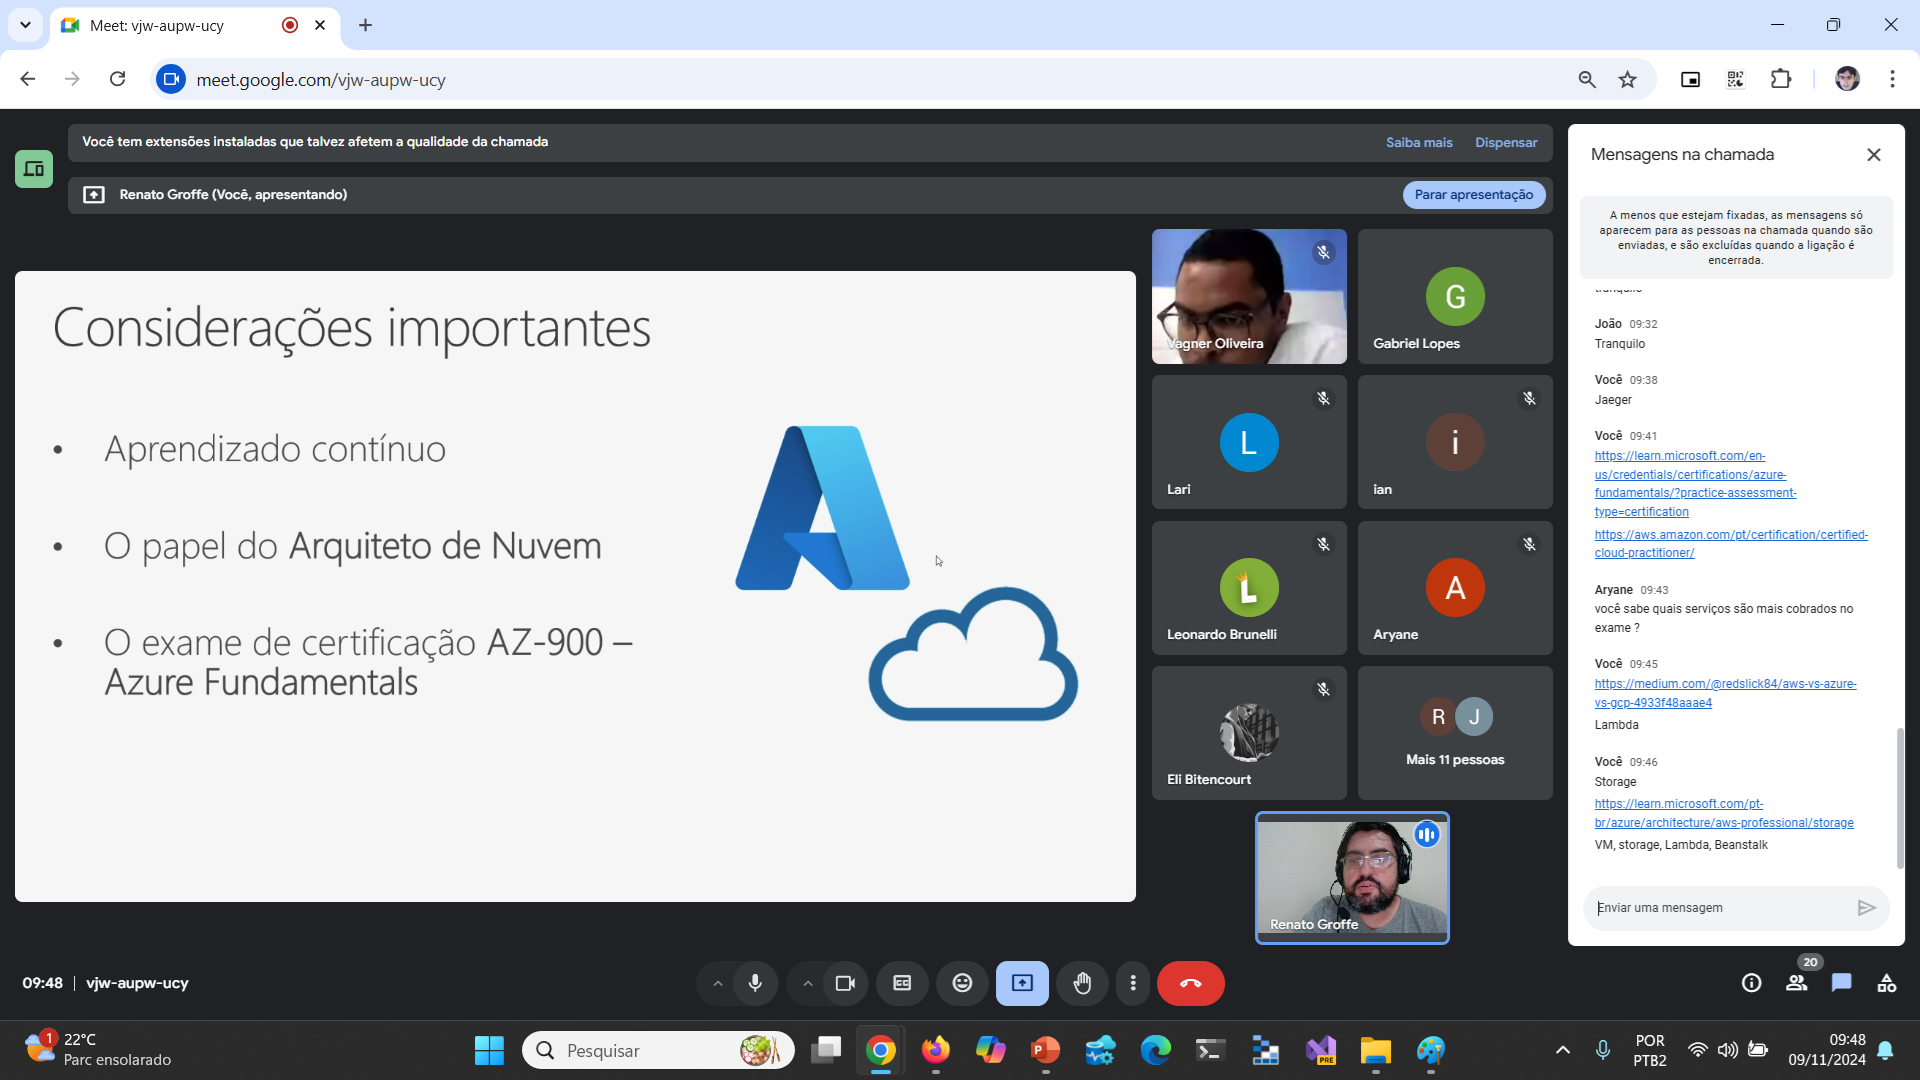 Meet: vjw-aupw-ucy
meet.google.com/vjw-aupw-ucy
Você tem extensões instaladas que talvez afetem a qualidade da chamada
Saiba mais
Dispensar
Renato Groffe (Você, apresentando)
Parar apresentação
Considerações importantes
• Aprendizado contínuo
• O papel do Arquiteto de Nuvem
• O exame de certificação AZ-900 –
Azure Fundamentals
Vagner Oliveira
G
Gabriel Lopes
L
Lari
i
ian
L
Leonardo Brunelli
A
Aryane
Eli Bitencourt
R J
Mais 11 pessoas
Renato Groffe
Mensagens na chamada
A menos que estejam fixadas, as mensagens só
aparecem para as pessoas na chamada quando são
enviadas, e são excluídas quando a ligação é
encerrada.
tranquilo
João 09:32
Tranquilo
Você 09:38
Jaeger
Você 09:41
https://learn.microsoft.com/en-
us/credentials/certifications/azure-
fundamentals/?practice-assessment-
type=certification
https://aws.amazon.com/pt/certification/certified-
cloud-practitioner/
Aryane 09:43
você sabe quais serviços são mais cobrados no
exame ?
Você 09:45
https://medium.com/@redslick84/aws-vs-azure-
vs-gcp-4933f48aaae4
Lambda
Você 09:46
Storage
https://learn.microsoft.com/pt-
br/azure/architecture/aws-professional/storage
VM, storage, Lambda, Beanstalk
Enviar uma mensagem
09:48 | vjw-aupw-ucy
CC
20
1
22°C
Parc ensolarado
Pesquisar
P
PRE
POR
PTB2
09:48
09/11/2024